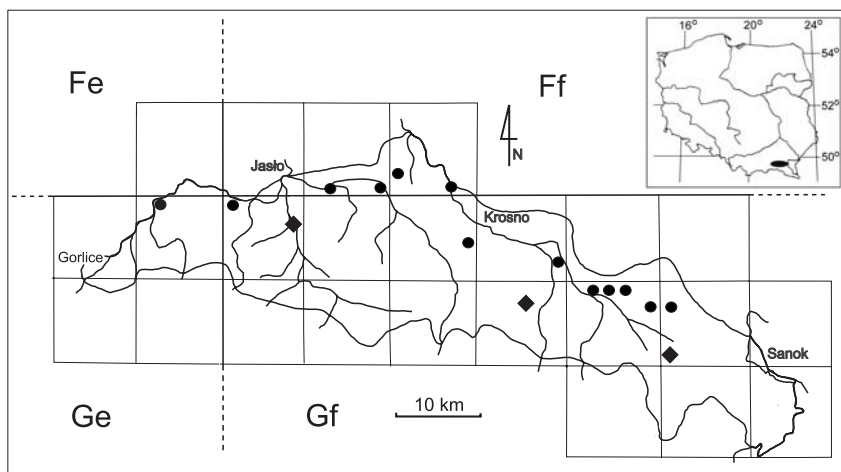 16° 20° 24°
54°
52°
50°
Fe
Ff
N
Jasło
Krosno
Gorlice
Sanok
Ge
Gf
10 km